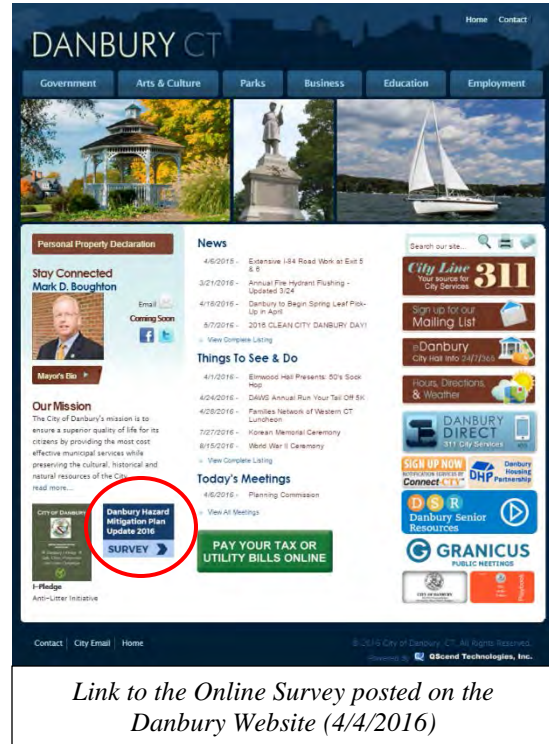 Home Contact
DANBURY CT
Government Arts & Culture Parks Business Education Employment
Personal Property Declaration
Stay Connected
Mark D. Boughton
Email
Coming Soon
Mayor's Bio
Our Mission
The City of Danbury's mission is to
ensure a superior quality of life for its
citizens by providing the most cost
effective municipal services while
preserving the cultural, historical and
natural resources of the City.
read more...
CITY OF DANBURY
I-Pledge
Anti-Litter Initiative
Danbury Hazard
Mitigation Plan
Update 2016
SURVEY
News
4/6/2016 - Extensive I-84 Road Work at Exit 5
& 6
3/21/2016 - Annual Fire Hydrant Flushing -
Updated 3/24
4/18/2016 - Danbury to Begin Spring Leaf Pick-
Up in April
5/7/2016 - 2016 CLEAN CITY DANBURY DAY!
View Complete Listing
Things To See & Do
4/1/2016 - Elmwood Hall Presents: 50's Sock
Hop
4/24/2016 - DAWS Annual Run Your Tail Off 5K
4/28/2016 - Families Network of Western CT
Luncheon
7/27/2016 - Korean Memorial Ceremony
8/15/2016 - World War II Ceremony
View Complete Listing
Today's Meetings
4/6/2016 - Planning Commission
View All Meetings
PAY YOUR TAX OR
UTILITY BILLS ONLINE
Search our site...
City Line 311
Your source
for City
Services
Sign up for our
Mailing List
eDanbury
City Hall Info 24/7/365
Hours, Directions,
& Weather
DANBURY
DIRECT
311 City Services
SIGN UP NOW
NOTIFICATION SERVICES BY
Connect CTY
DHP Danbury
Housing
Partnership
DSR
Danbury Senior
Resources
GRANICUS
PUBLIC MEETINGS
Contact City Email Home
© 2016 City of Danbury, CT. All Rights Reserved.
Powered By QScend Technologies, Inc.
Link to the Online Survey posted on the
Danbury Website (4/4/2016)